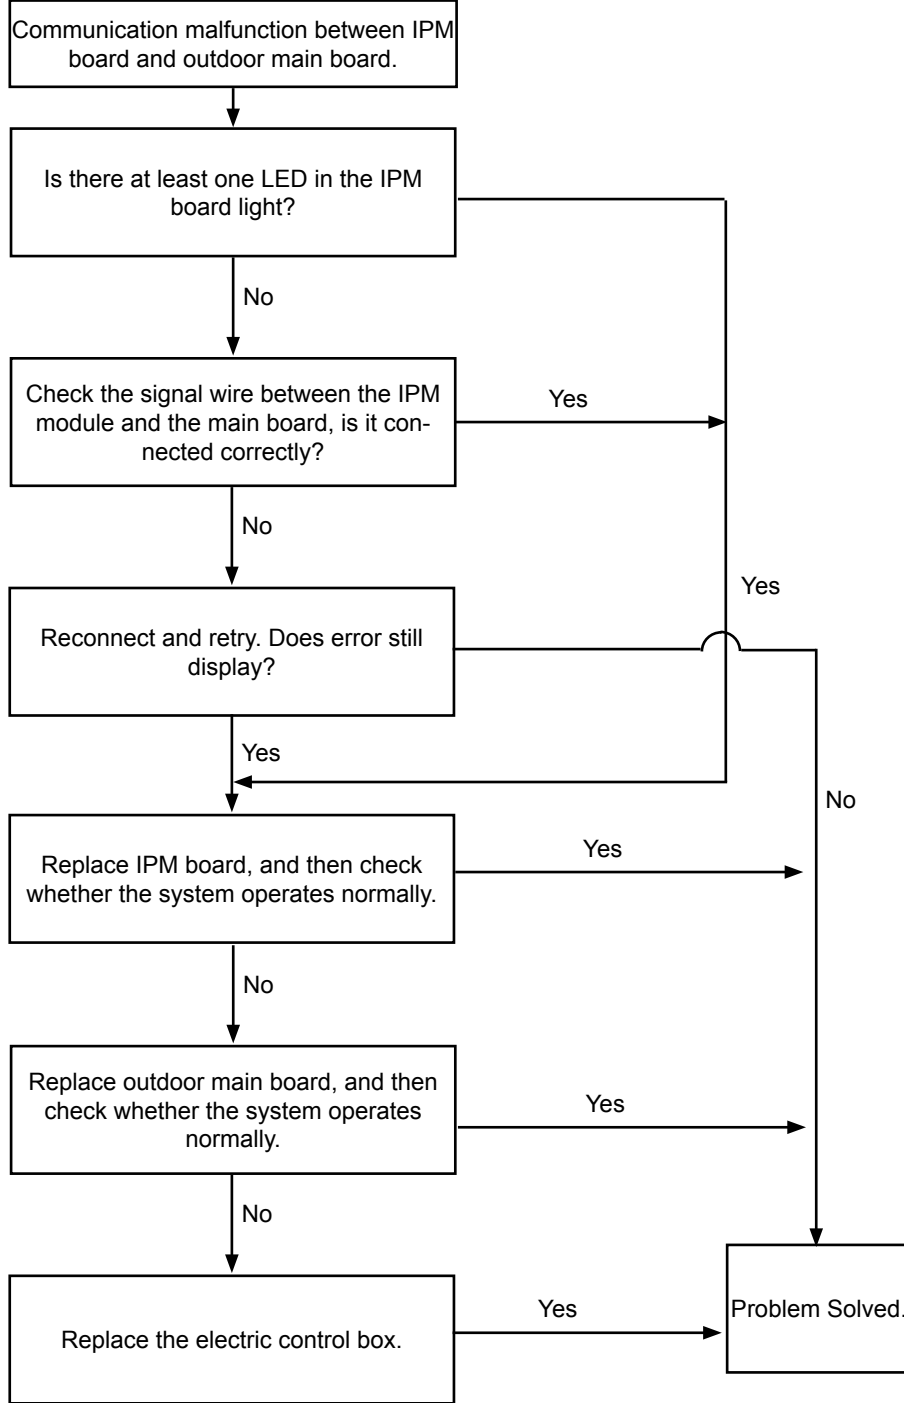 Communication malfunction between IPM
board and outdoor main board.
Is there at least one LED in the IPM
board light?
No
Check the signal wire between the IPM
module and the main board, is it con-
nected correctly?
Yes
No
Yes
Reconnect and retry. Does error still
display?
Yes
No
Replace IPM board, and then check
whether the system operates normally.
Yes
No
Replace outdoor main board, and then
check whether the system operates
normally.
Yes
No
Replace the electric control box.
Yes
Problem Solved.